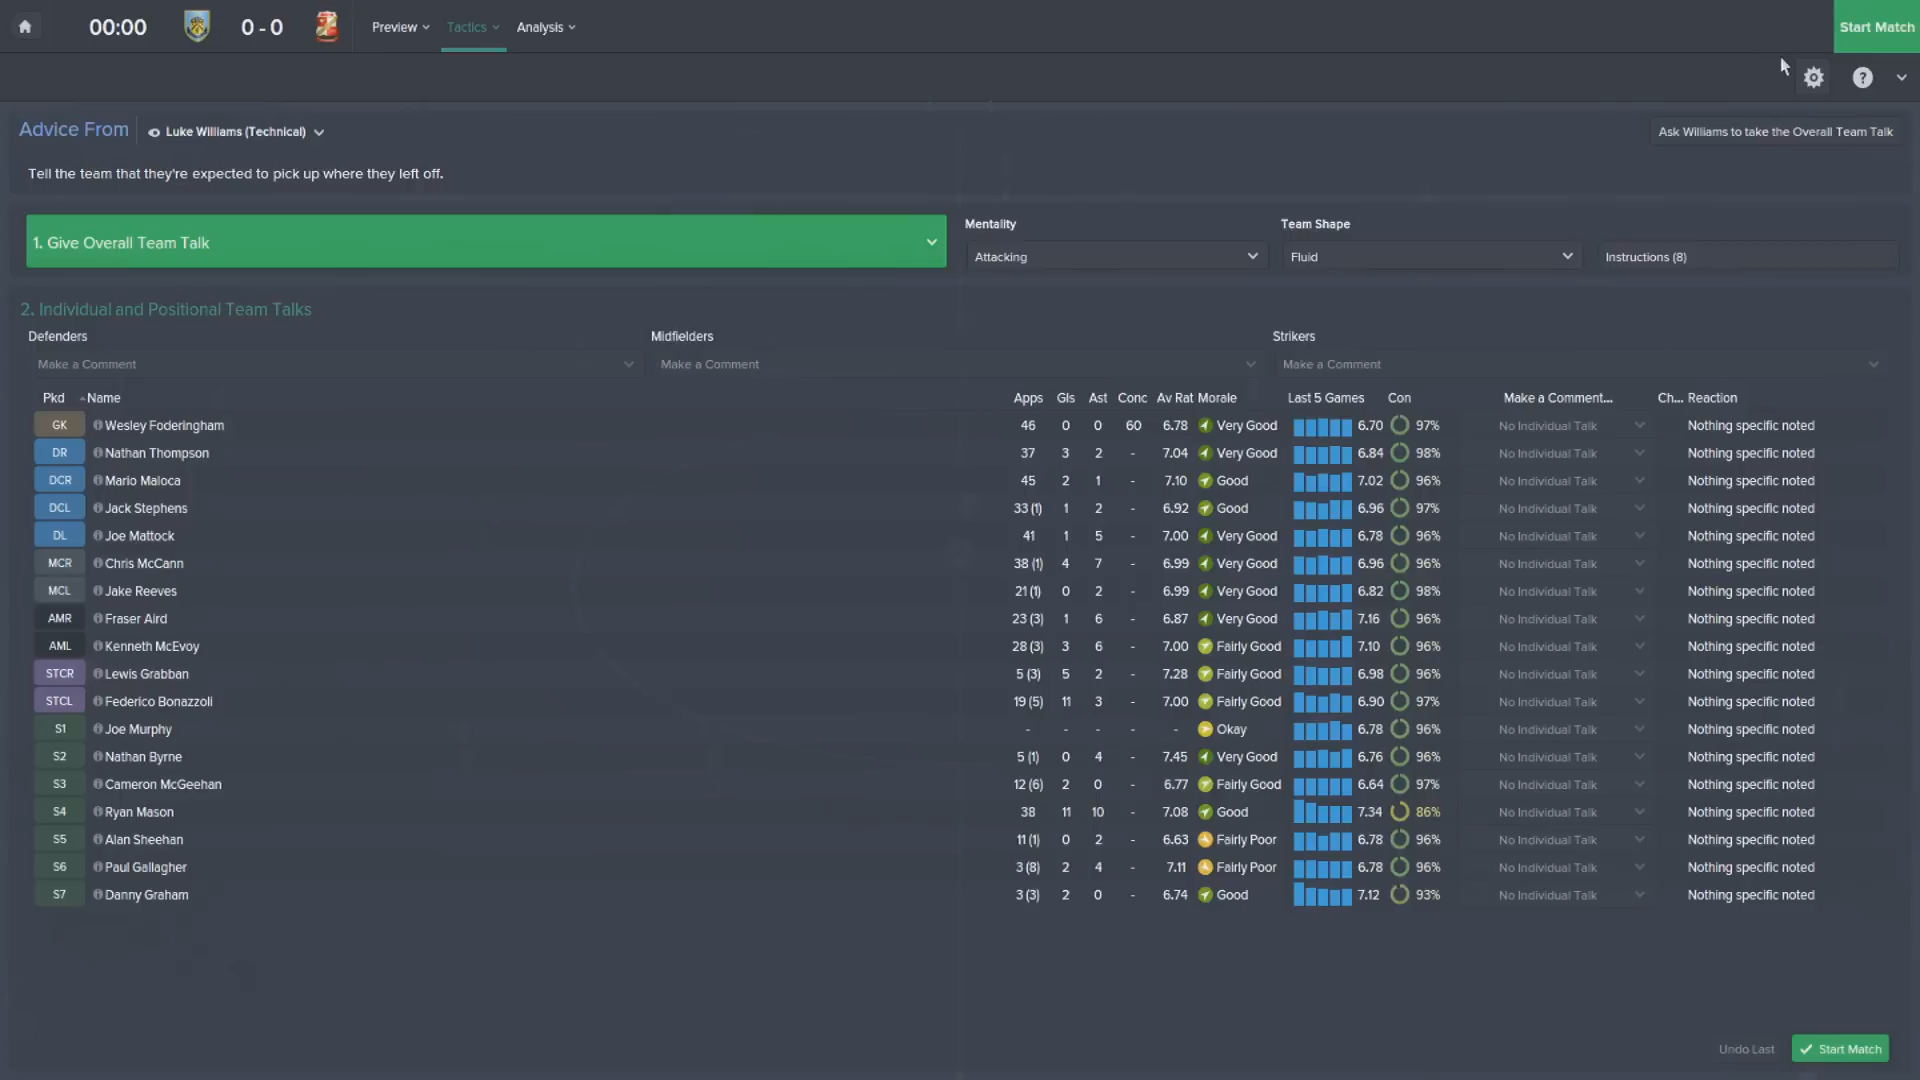 00:00 0 - 0 Preview Tactics Analysis Start Match
?
Advice From Luke Williams (Technical) Ask Williams to take the Overall Team Talk
Tell the team that they're expected to pick up where they left off.
Mentality Team Shape
1. Give Overall Team Talk Attacking Fluid Instructions (8)
2. Individual and Positional Team Talks
Defenders Midfielders Strikers
Make a Comment Make a Comment Make a Comment
Pkd Name Apps Gls Ast Conc Av Rat Morale Last 5 Games Con Make a Comment... Ch... Reaction
GK Wesley Foderingham 46 0 0 60 6.78 Very Good 6.70 97% No Individual Talk Nothing specific noted
DR Nathan Thompson 37 3 2 - 7.04 Very Good 6.84 98% No Individual Talk Nothing specific noted
DCR Mario Maloca 45 2 1 - 7.10 Good 7.02 96% No Individual Talk Nothing specific noted
DCL Jack Stephens 33 (1) 1 2 - 6.92 Good 6.96 97% No Individual Talk Nothing specific noted
DL Joe Mattock 41 1 5 - 7.00 Very Good 6.78 96% No Individual Talk Nothing specific noted
MCR Chris McCann 38 (1) 4 7 - 6.99 Very Good 6.96 96% No Individual Talk Nothing specific noted
MCL Jake Reeves 21 (1) 0 2 - 6.99 Very Good 6.82 98% No Individual Talk Nothing specific noted
AMR Fraser Aird 23 (3) 1 6 - 6.87 Very Good 7.16 96% No Individual Talk Nothing specific noted
AML Kenneth McEvoy 28 (3) 3 6 - 7.00 Fairly Good 7.10 96% No Individual Talk Nothing specific noted
STCR Lewis Grabban 5 (3) 5 2 - 7.28 Fairly Good 6.98 96% No Individual Talk Nothing specific noted
STCL Federico Bonazzoli 19 (5) 11 3 - 7.00 Fairly Good 6.90 97% No Individual Talk Nothing specific noted
S1 Joe Murphy - - - - - Okay 6.78 96% No Individual Talk Nothing specific noted
S2 Nathan Byrne 5 (1) 0 4 - 7.45 Very Good 6.76 96% No Individual Talk Nothing specific noted
S3 Cameron McGeehan 12 (6) 2 0 - 6.77 Fairly Good 6.64 97% No Individual Talk Nothing specific noted
S4 Ryan Mason 38 11 10 - 7.08 Good 7.34 86% No Individual Talk Nothing specific noted
S5 Alan Sheehan 11 (1) 0 2 - 6.63 Fairly Poor 6.78 96% No Individual Talk Nothing specific noted
S6 Paul Gallagher 3 (8) 2 4 - 7.11 Fairly Poor 6.78 96% No Individual Talk Nothing specific noted
S7 Danny Graham 3 (3) 2 0 - 6.74 Good 7.12 93% No Individual Talk Nothing specific noted
Undo Last Start Match